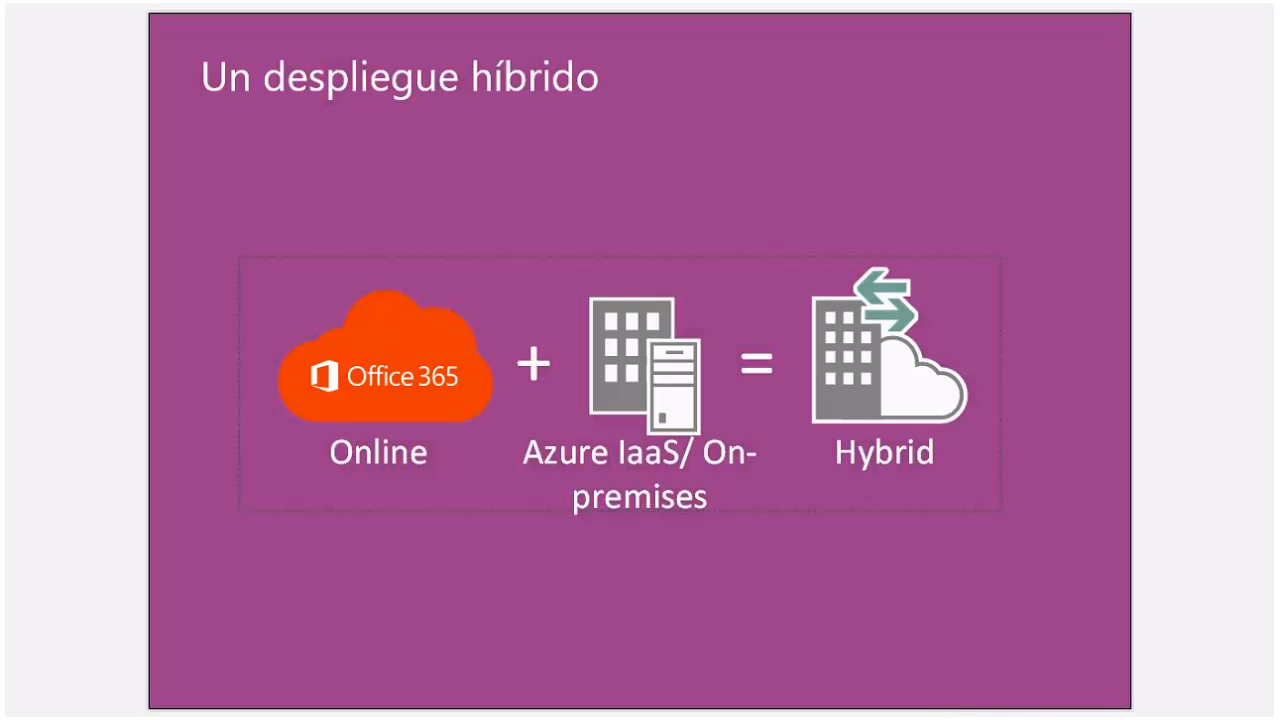 Un despliegue híbrido
Office 365
+
=
Online
Azure IaaS/ On-
premises
Hybrid